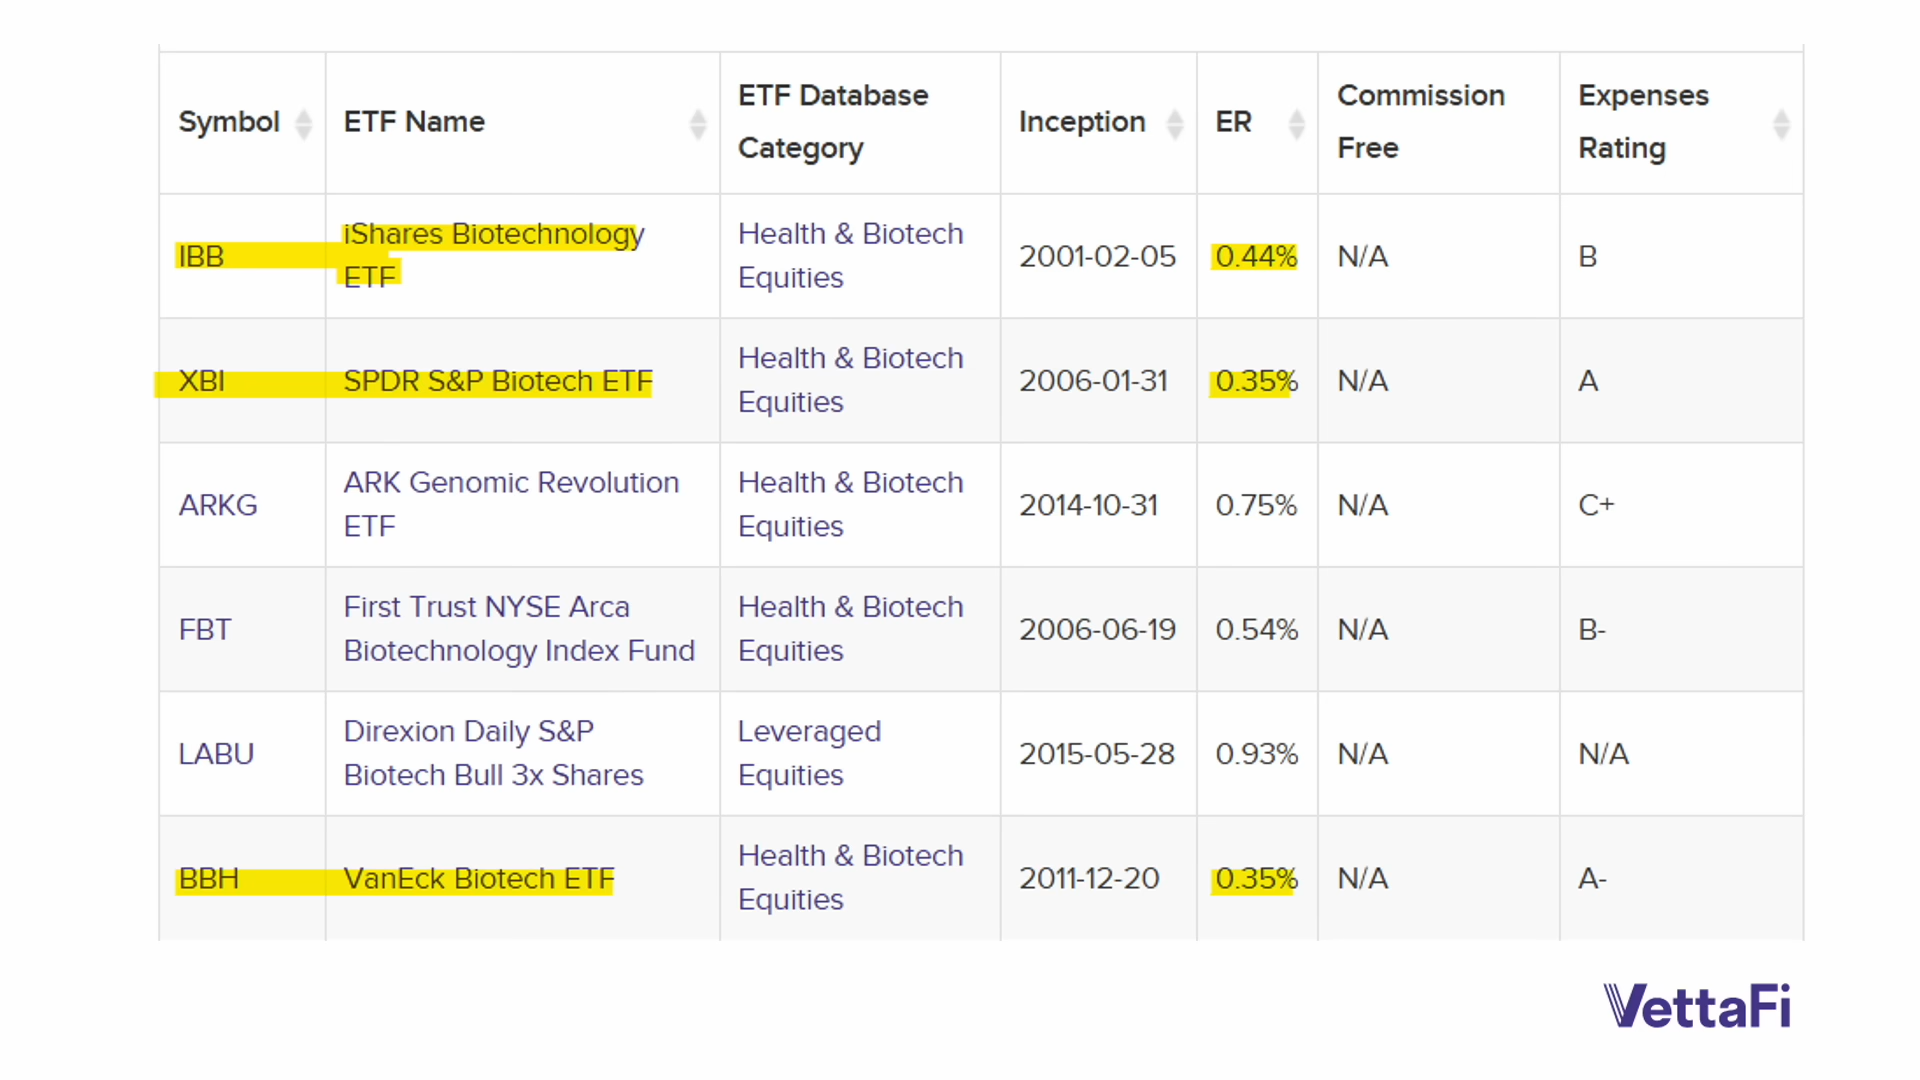 Symbol
ETF Name
ETF Database
Category
Inception
ER
Commission
Free
Expenses
Rating
IBB
iShares Biotechnology
ETF
Health & Biotech
Equities
2001-02-05
0.44%
N/A
B
XBI
SPDR S&P Biotech ETF
Health & Biotech
Equities
2006-01-31
0.35%
N/A
A
ARKG
ARK Genomic Revolution
ETF
Health & Biotech
Equities
2014-10-31
0.75%
N/A
C+
FBT
First Trust NYSE Arca
Biotechnology Index Fund
Health & Biotech
Equities
2006-06-19
0.54%
N/A
B-
LABU
Direxion Daily S&P
Biotech Bull 3x Shares
Leveraged
Equities
2015-05-28
0.93%
N/A
N/A
BBH
VanEck Biotech ETF
Health & Biotech
Equities
2011-12-20
0.35%
N/A
A-
VettaFi